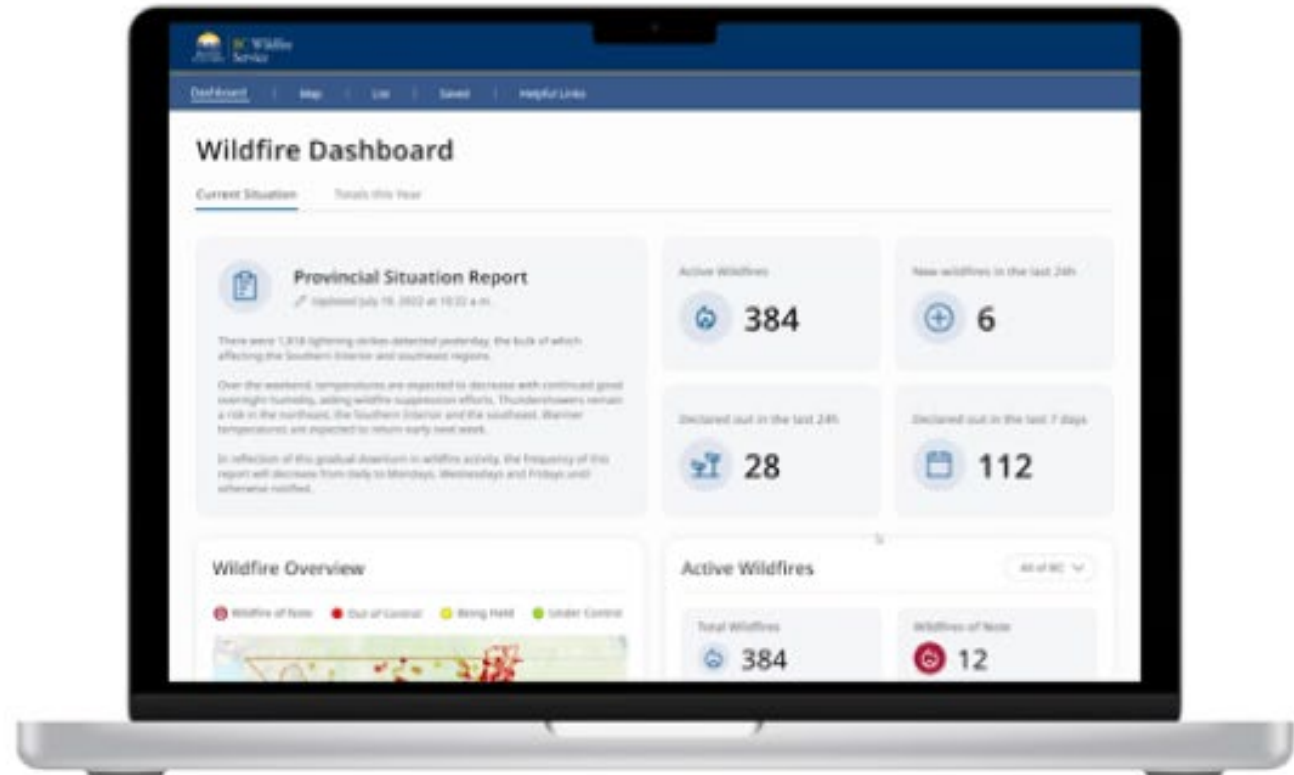 BC Wildfire
Service
Dashboard | Map | List | Saved | Helpful Links
Wildfire Dashboard
Current Situation Totals this Year
Provincial Situation Report
Updated July 19, 2022 at 10:22 a.m.
There were 1,818 lightning strikes detected yesterday, the bulk of which
affecting the Southern Interior and southeast regions.
Over the weekend, temperatures are expected to decrease with continued good
overnight humidity, aiding wildfire suppression efforts. Thundershowers remain
a risk in the northeast, the Southern Interior and the southeast. Warmer
temperatures are expected to return early next week.
In reflection of this gradual downturn in wildfire activity, the frequency of this
report will decrease from daily to Mondays, Wednesdays and Fridays until
otherwise notified.
Active Wildfires
384
New wildfires in the last 24h
6
Declared out in the last 24h
28
Declared out in the last 7 days
112
Wildfire Overview
Wildfire of Note Out of Control Being Held Under Control
Active Wildfires
All of BC
Total Wildfires
384
Wildfires of Note
12